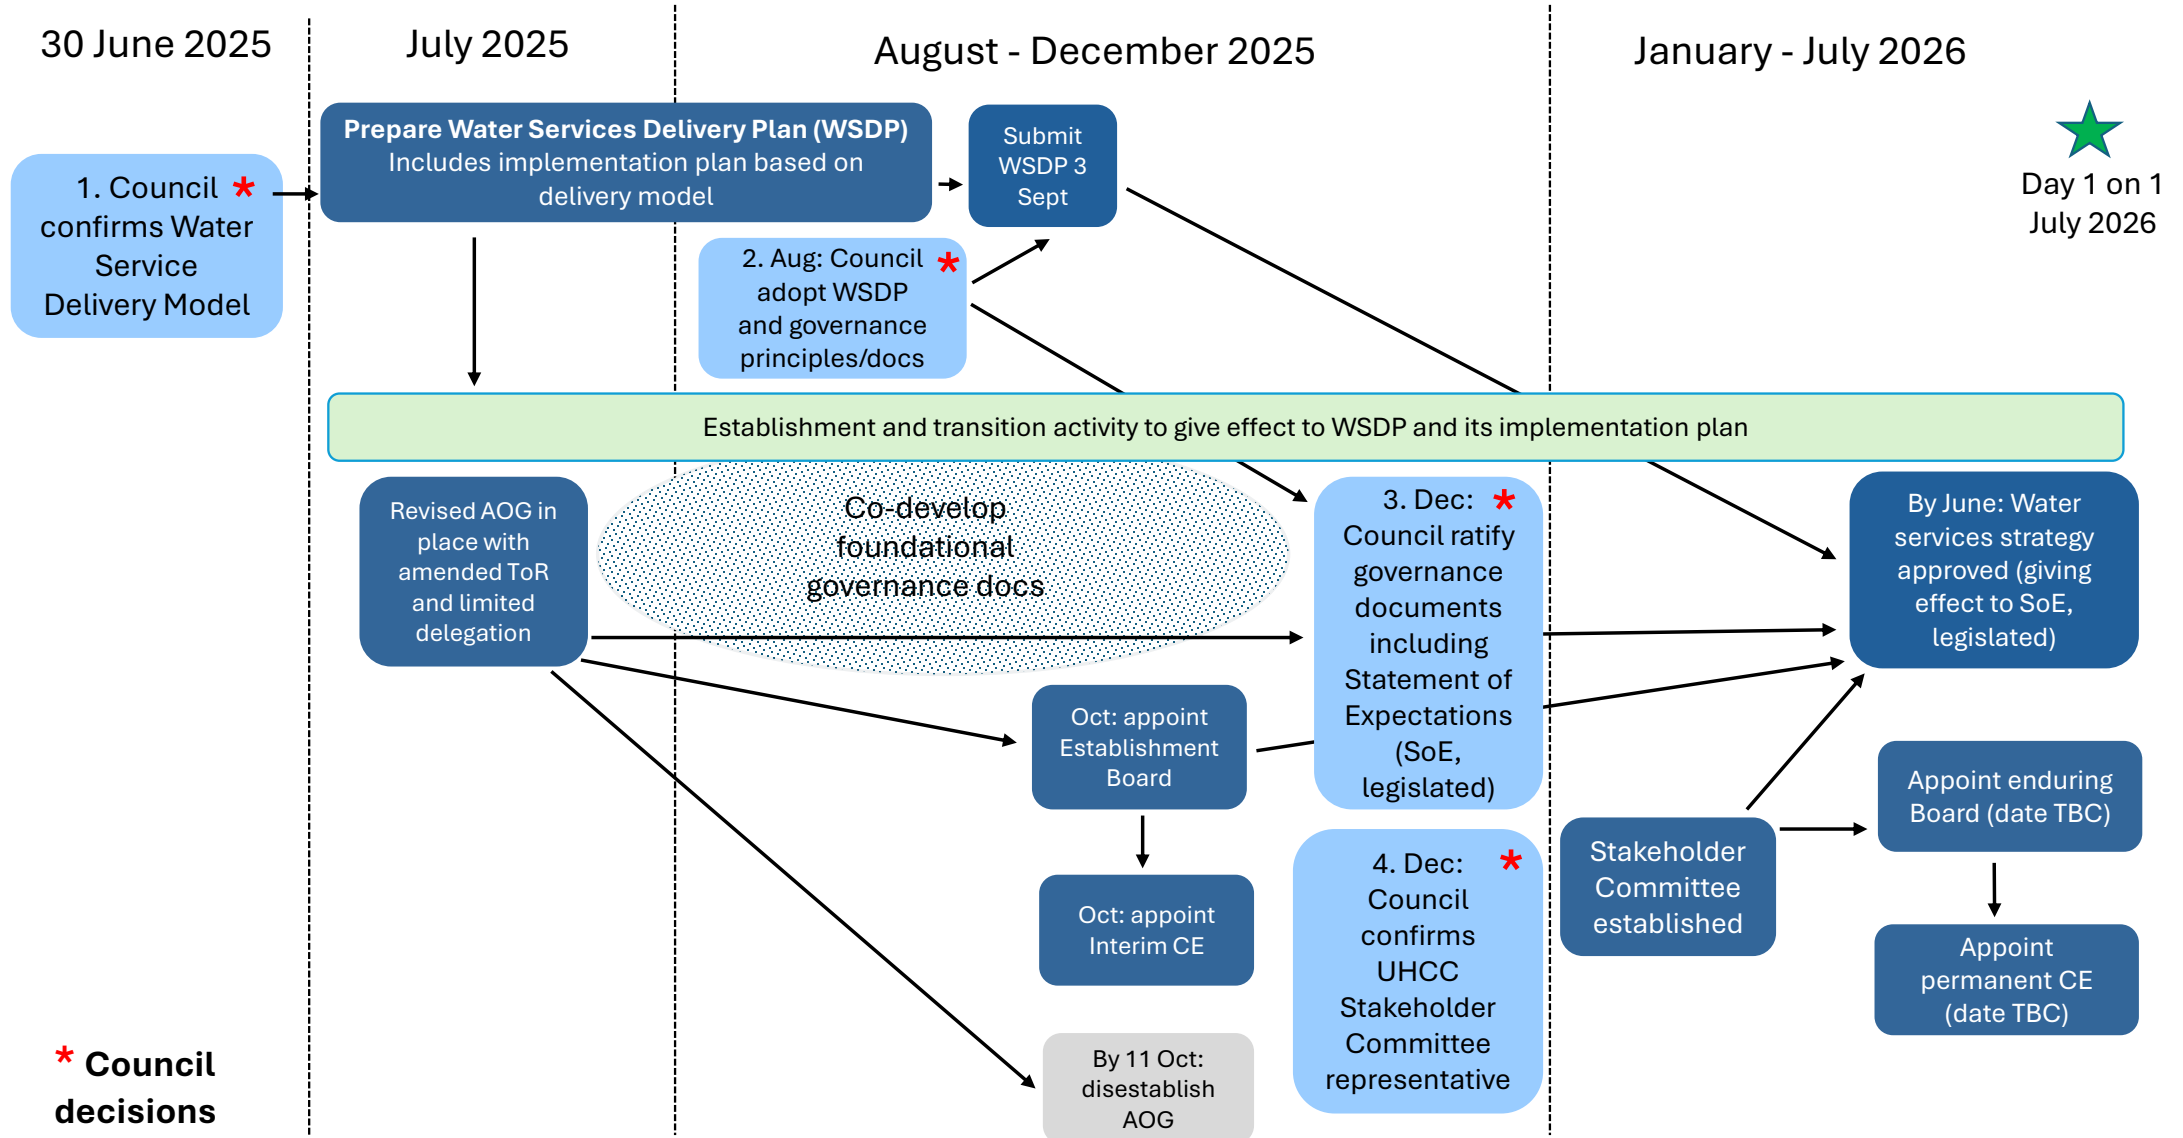 30 June 2025
July 2025
August - December 2025
January - July 2026
1. Council *
confirms Water
Service
Delivery Model
Prepare Water Services Delivery Plan (WSDP)
Includes implementation plan based on
delivery model
Submit
WSDP 3
Sept
Day 1 on 1
July 2026
2. Aug: Council *
adopt WSDP
and governance
principles/docs
Establishment and transition activity to give effect to WSDP and its implementation plan
Revised AOG in
place with
amended ToR
and limited
delegation
Co-develop
foundational
governance docs
3. Dec: *
Council ratify
governance
documents
including
Statement of
Expectations
(SoE,
legislated)
By June: Water
services strategy
approved (giving
effect to SoE,
legislated)
Oct: appoint
Establishment
Board
Oct: appoint
Interim CE
By 11 Oct:
disestablish
AOG
4. Dec: *
Council
confirms
UHCC
Stakeholder
Committee
representative
Stakeholder
Committee
established
Appoint enduring
Board (date TBC)
Appoint
permanent CE
(date TBC)
* Council
decisions